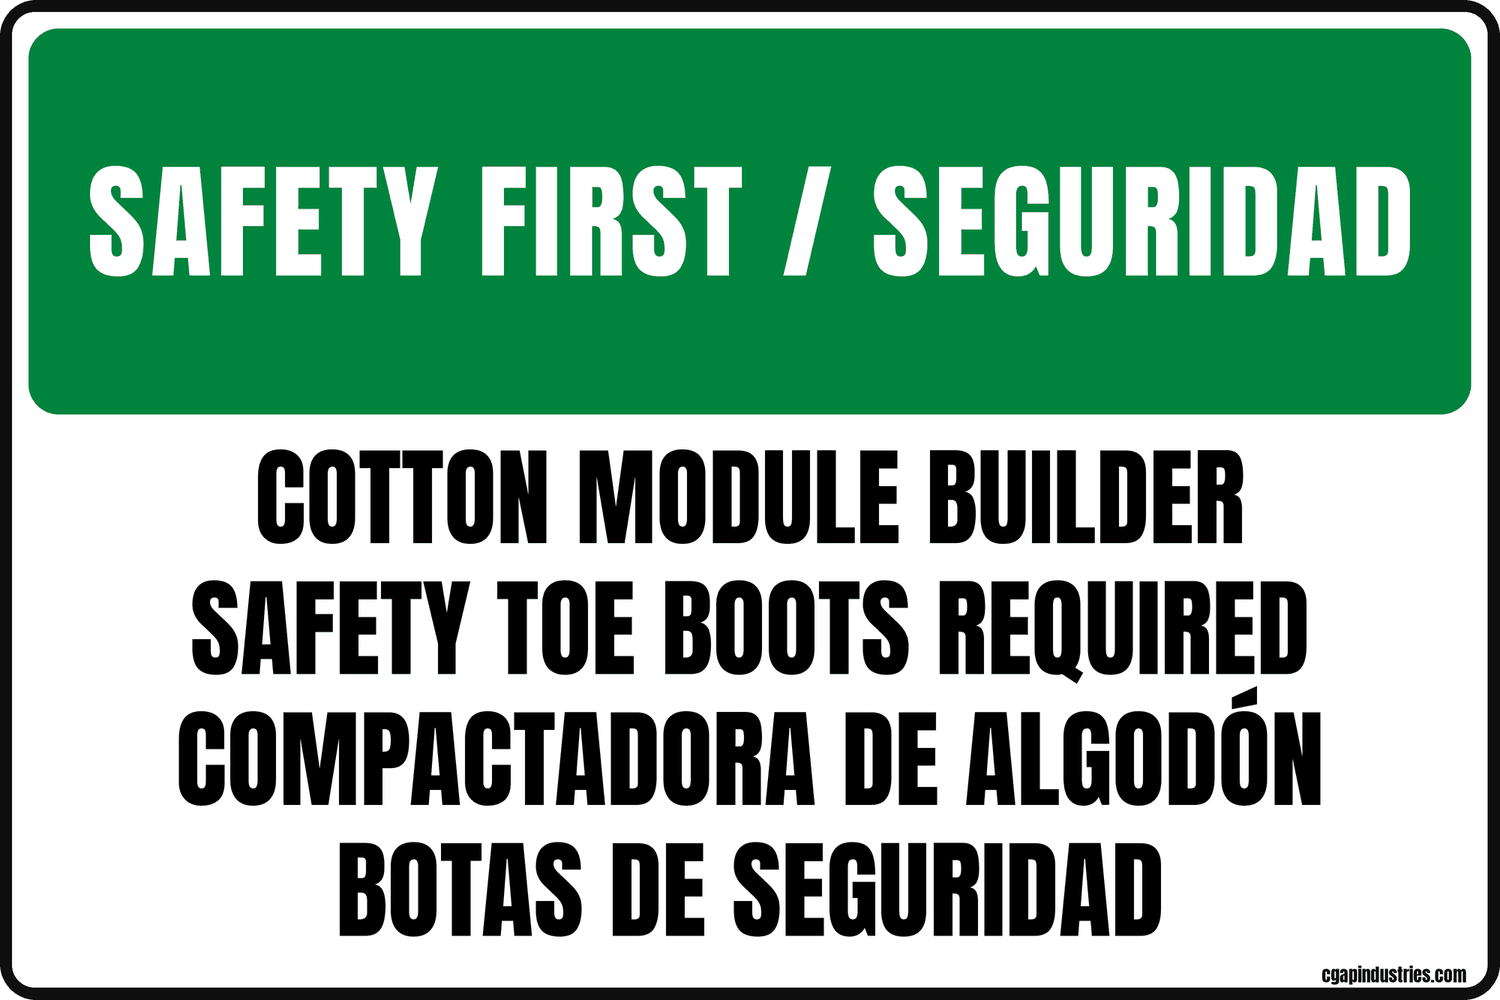 SAFETY FIRST / SEGURIDAD
COTTON MODULE BUILDER
SAFETY TOE BOOTS REQUIRED
COMPACTADORA DE ALGODÓN
BOTAS DE SEGURIDAD
cgapindustries.com